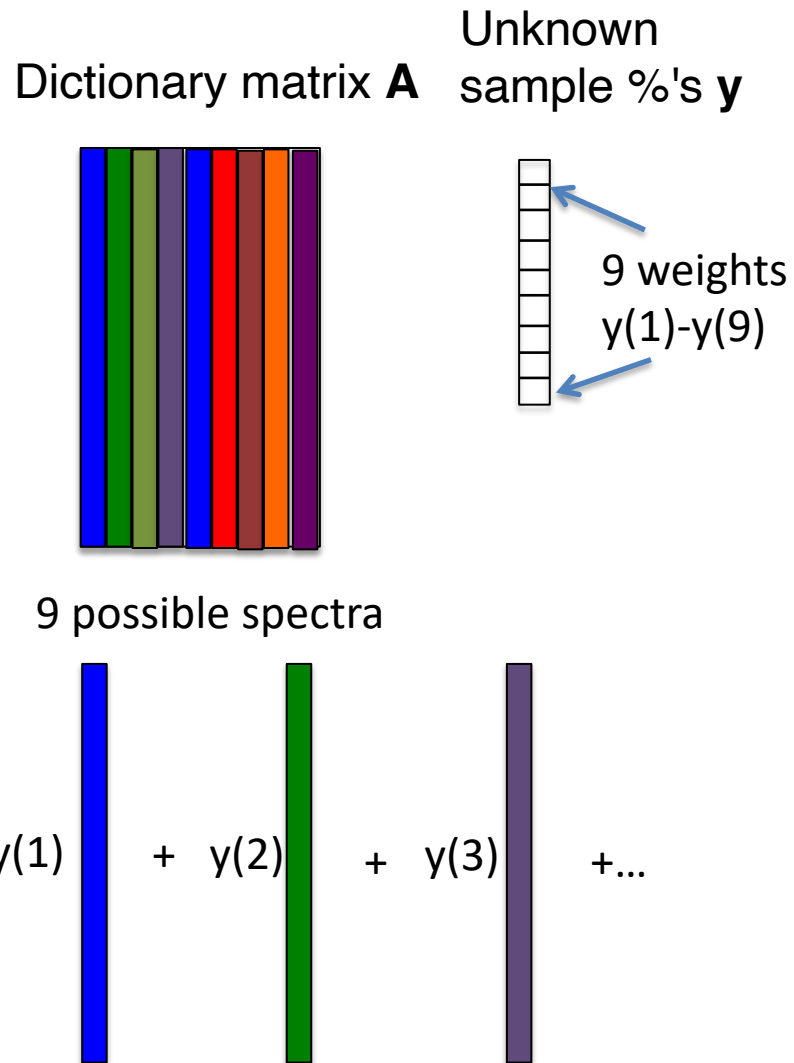 Dictionary matrix A
Unknown
sample %'s y
9 weights
y(1)-y(9)
9 possible spectra
y(1) + y(2) + y(3) +...